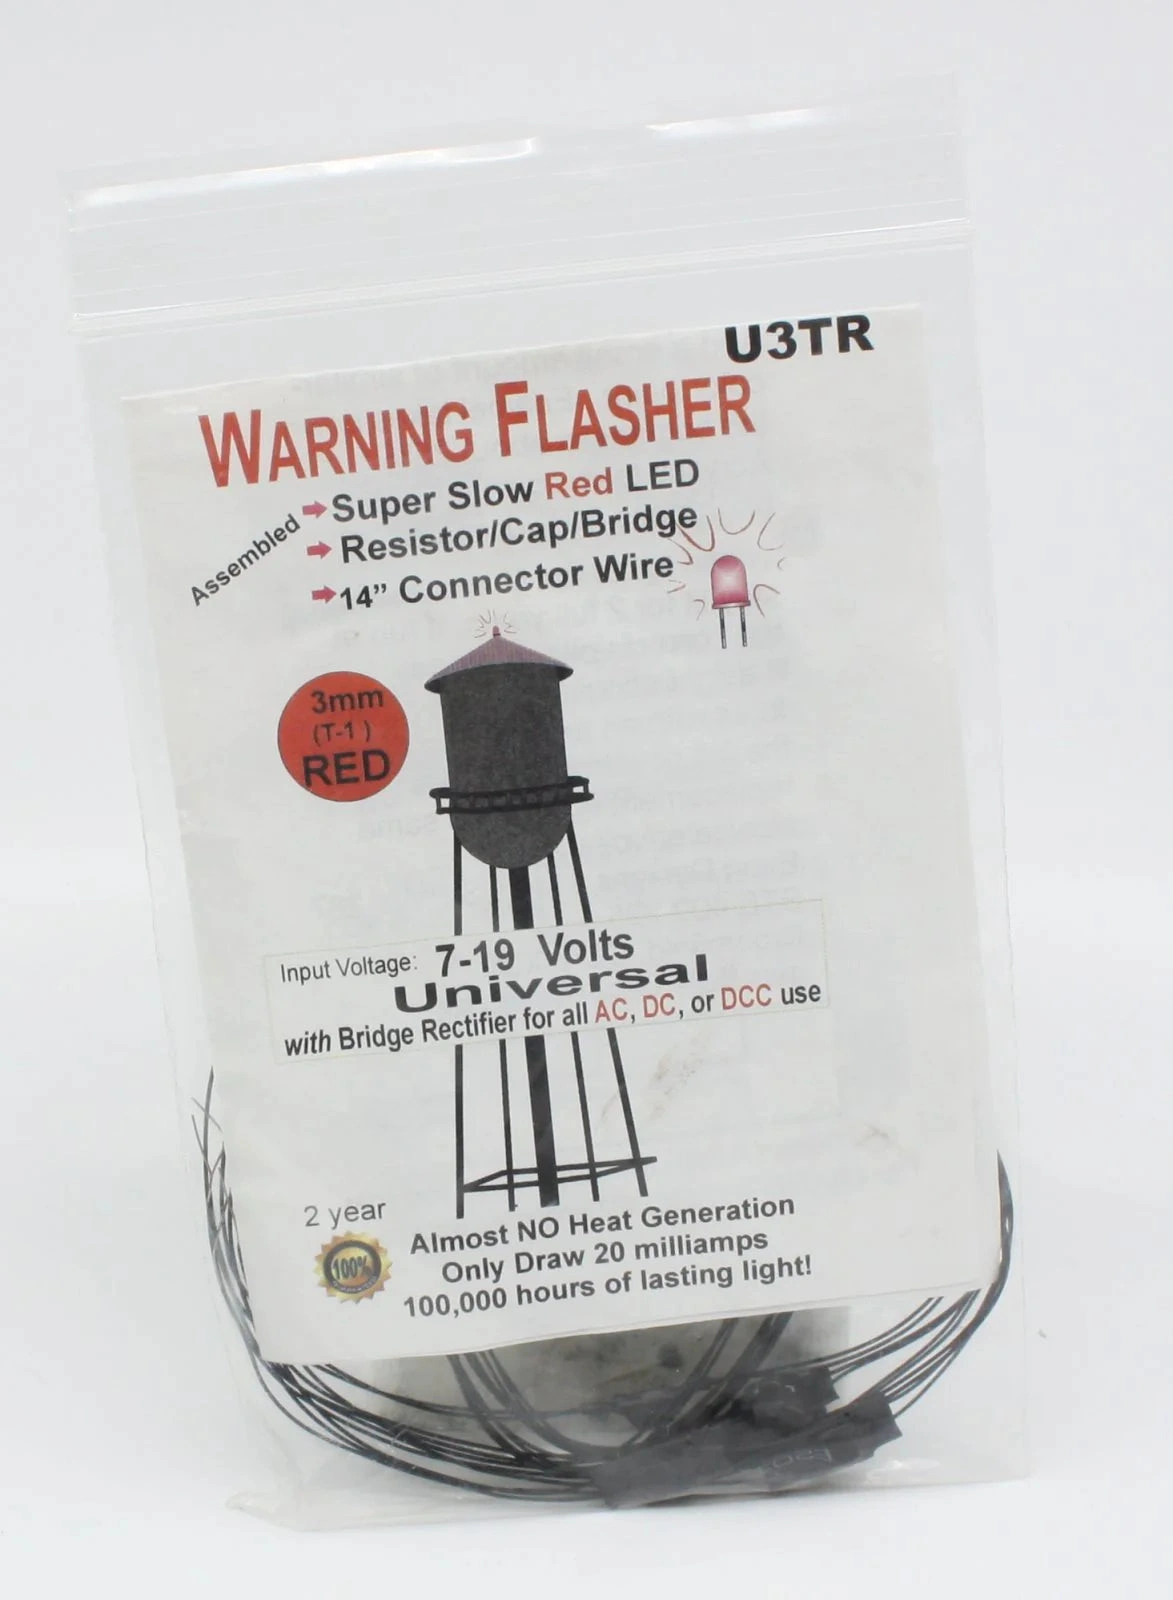 U3TR
WARNING FLASHER
Assembled
Super Slow Red LED
Resistor/Cap/Bridge
14” Connector Wire
3mm
(T-1)
RED
Input Voltage: 7-19 Volts
Universal
with Bridge Rectifier for all AC, DC, or DCC use
2 year
100%
Almost NO Heat Generation
Only Draw 20 milliamps
100,000 hours of lasting light!